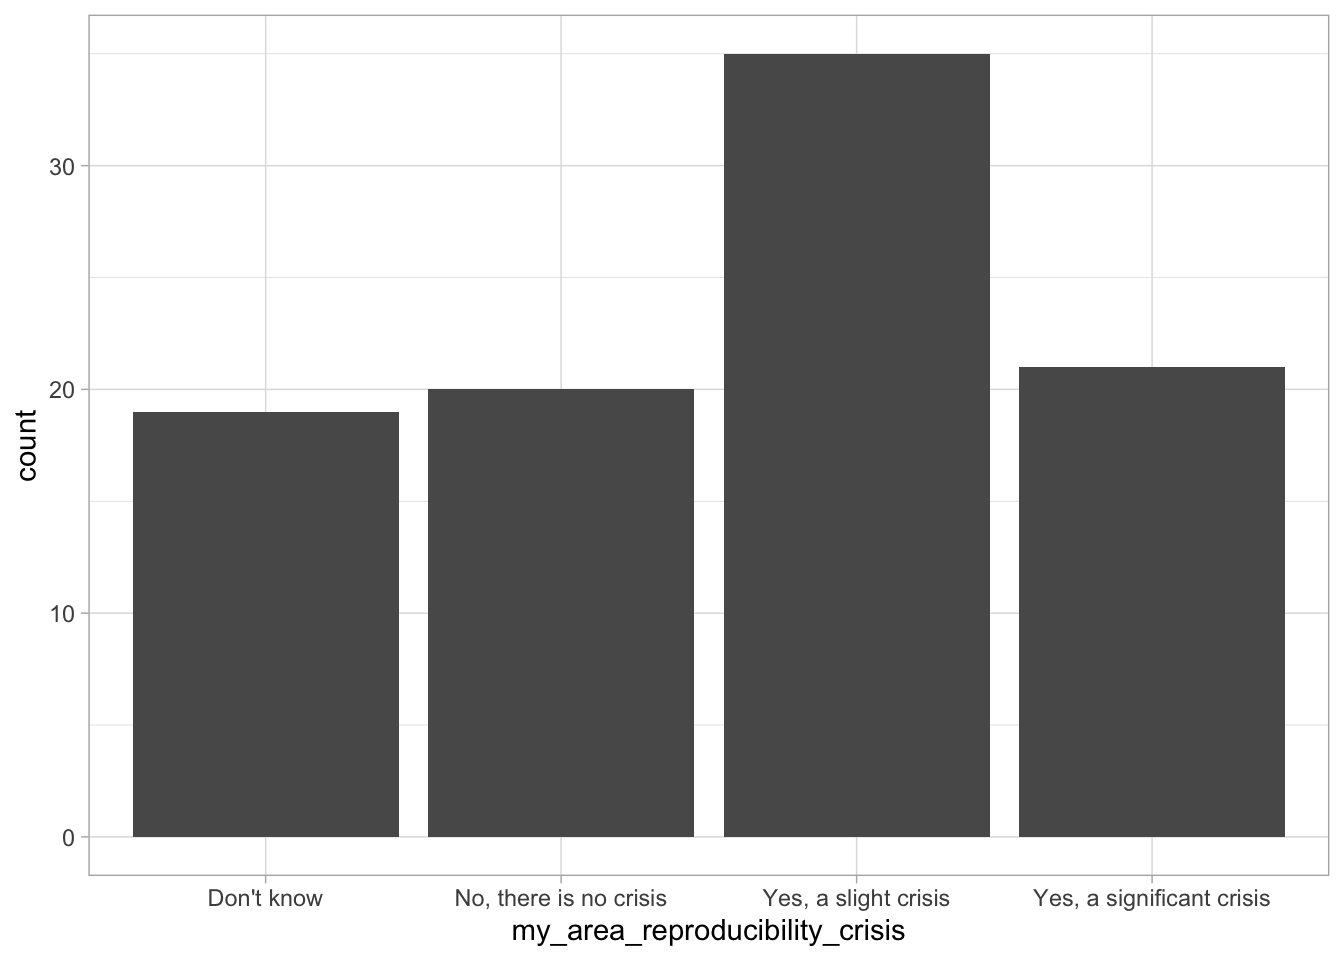 30
20
10
0
count
Don't know
No, there is no crisis
Yes, a slight crisis
Yes, a significant crisis
my_area_reproducibility_crisis